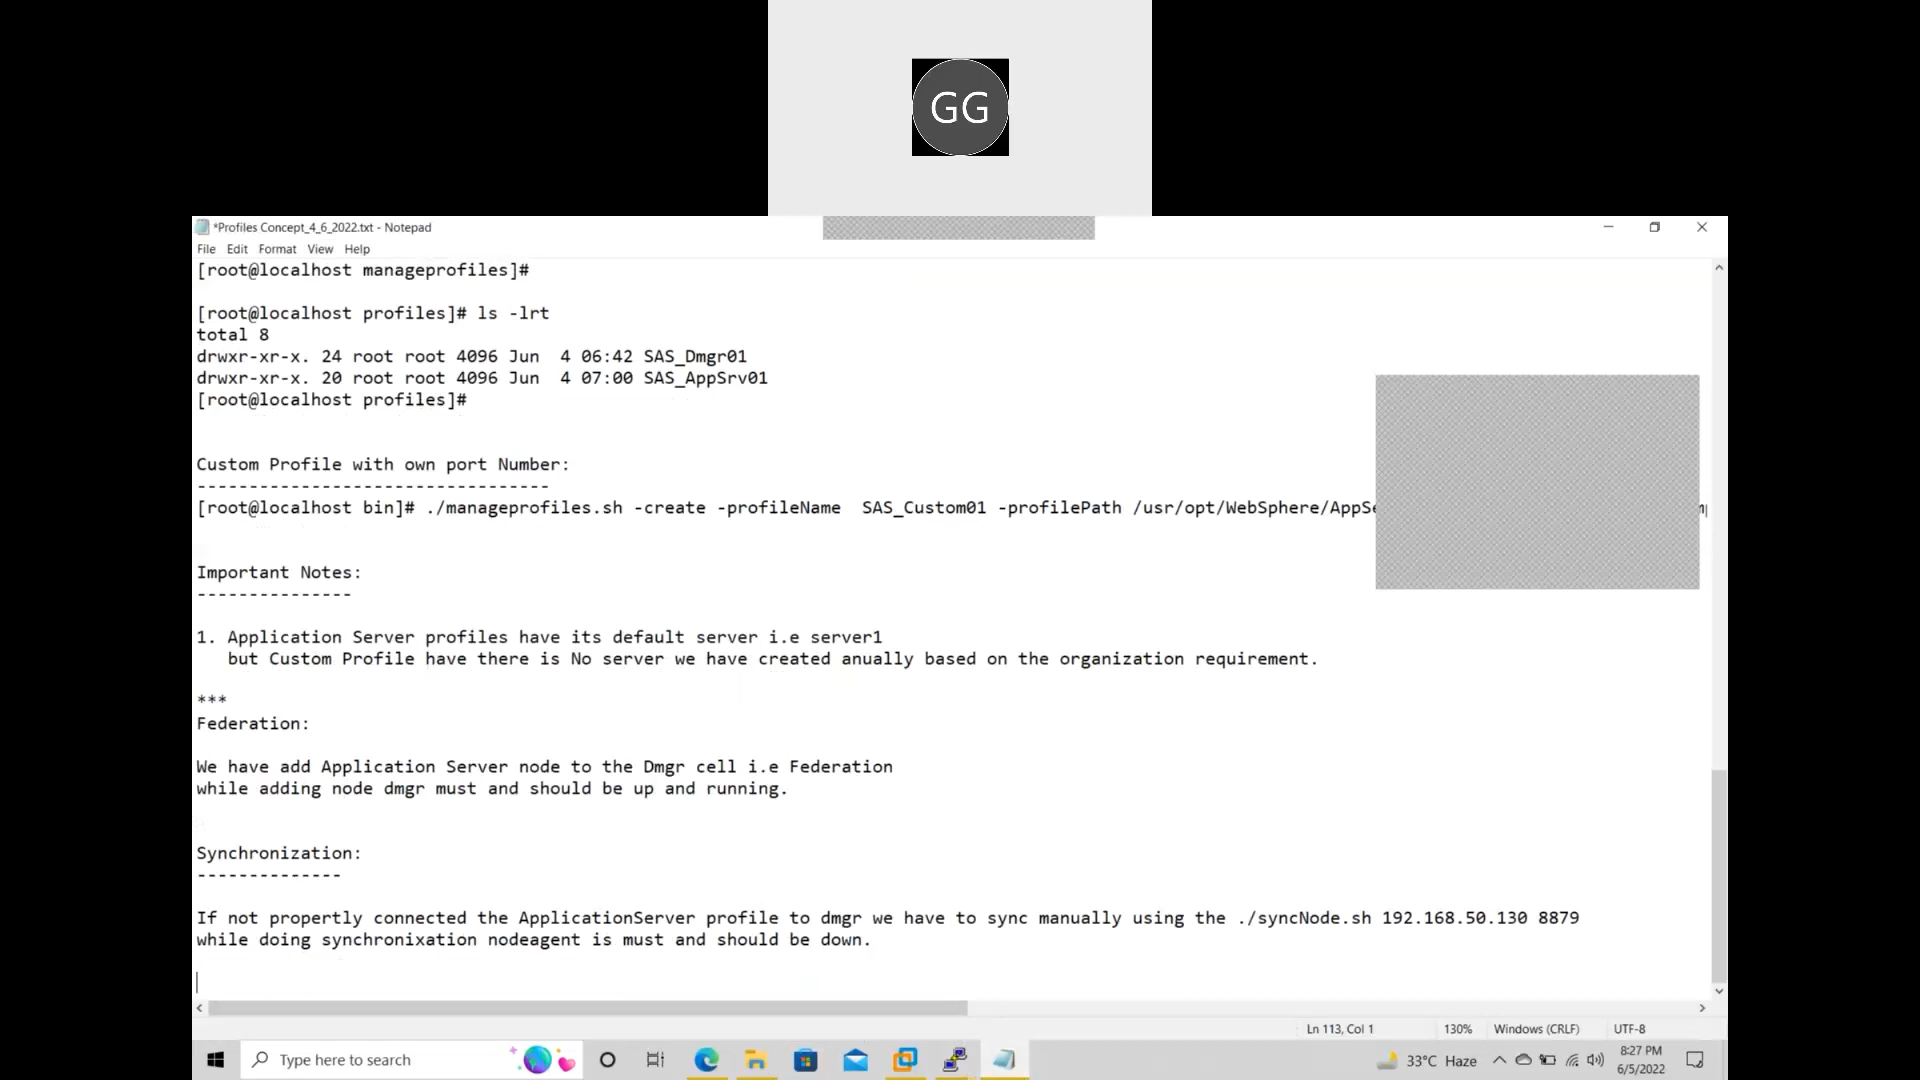 GG
*Profiles Concept_4_6_2022.txt - Notepad
File Edit Format View Help
[root@localhost manageprofiles]#
[root@localhost profiles]# ls -lrt
total 8
drwxr-xr-x. 24 root root 4096 Jun  4 06:42 SAS_Dmgr01
drwxr-xr-x. 20 root root 4096 Jun  4 07:00 SAS_AppSrv01
[root@localhost profiles]#
Custom Profile with own port Number:
----------------------------------
[root@localhost bin]# ./manageprofiles.sh -create -profileName  SAS_Custom01 -profilePath
Important Notes:
---------------
1. Application Server profiles have its default server i.e server1
but Custom Profile have there is No server we have created anually based on the organization requirement.
***
Federation:
We have add Application Server node to the Dmgr cell i.e Federation
while adding node dmgr must and should be up and running.
Synchronization:
--------------
If not propertly connected the ApplicationServer profile to dmgr we have to sync manually using the ./syncNode.sh 192.168.50.130 8879
while doing synchronixation nodeagent is must and should be down.
Ln 113, Col 1 130% Windows (CRLF) UTF-8
Type here to search
33°C Haze
8:27 PM
6/5/2022